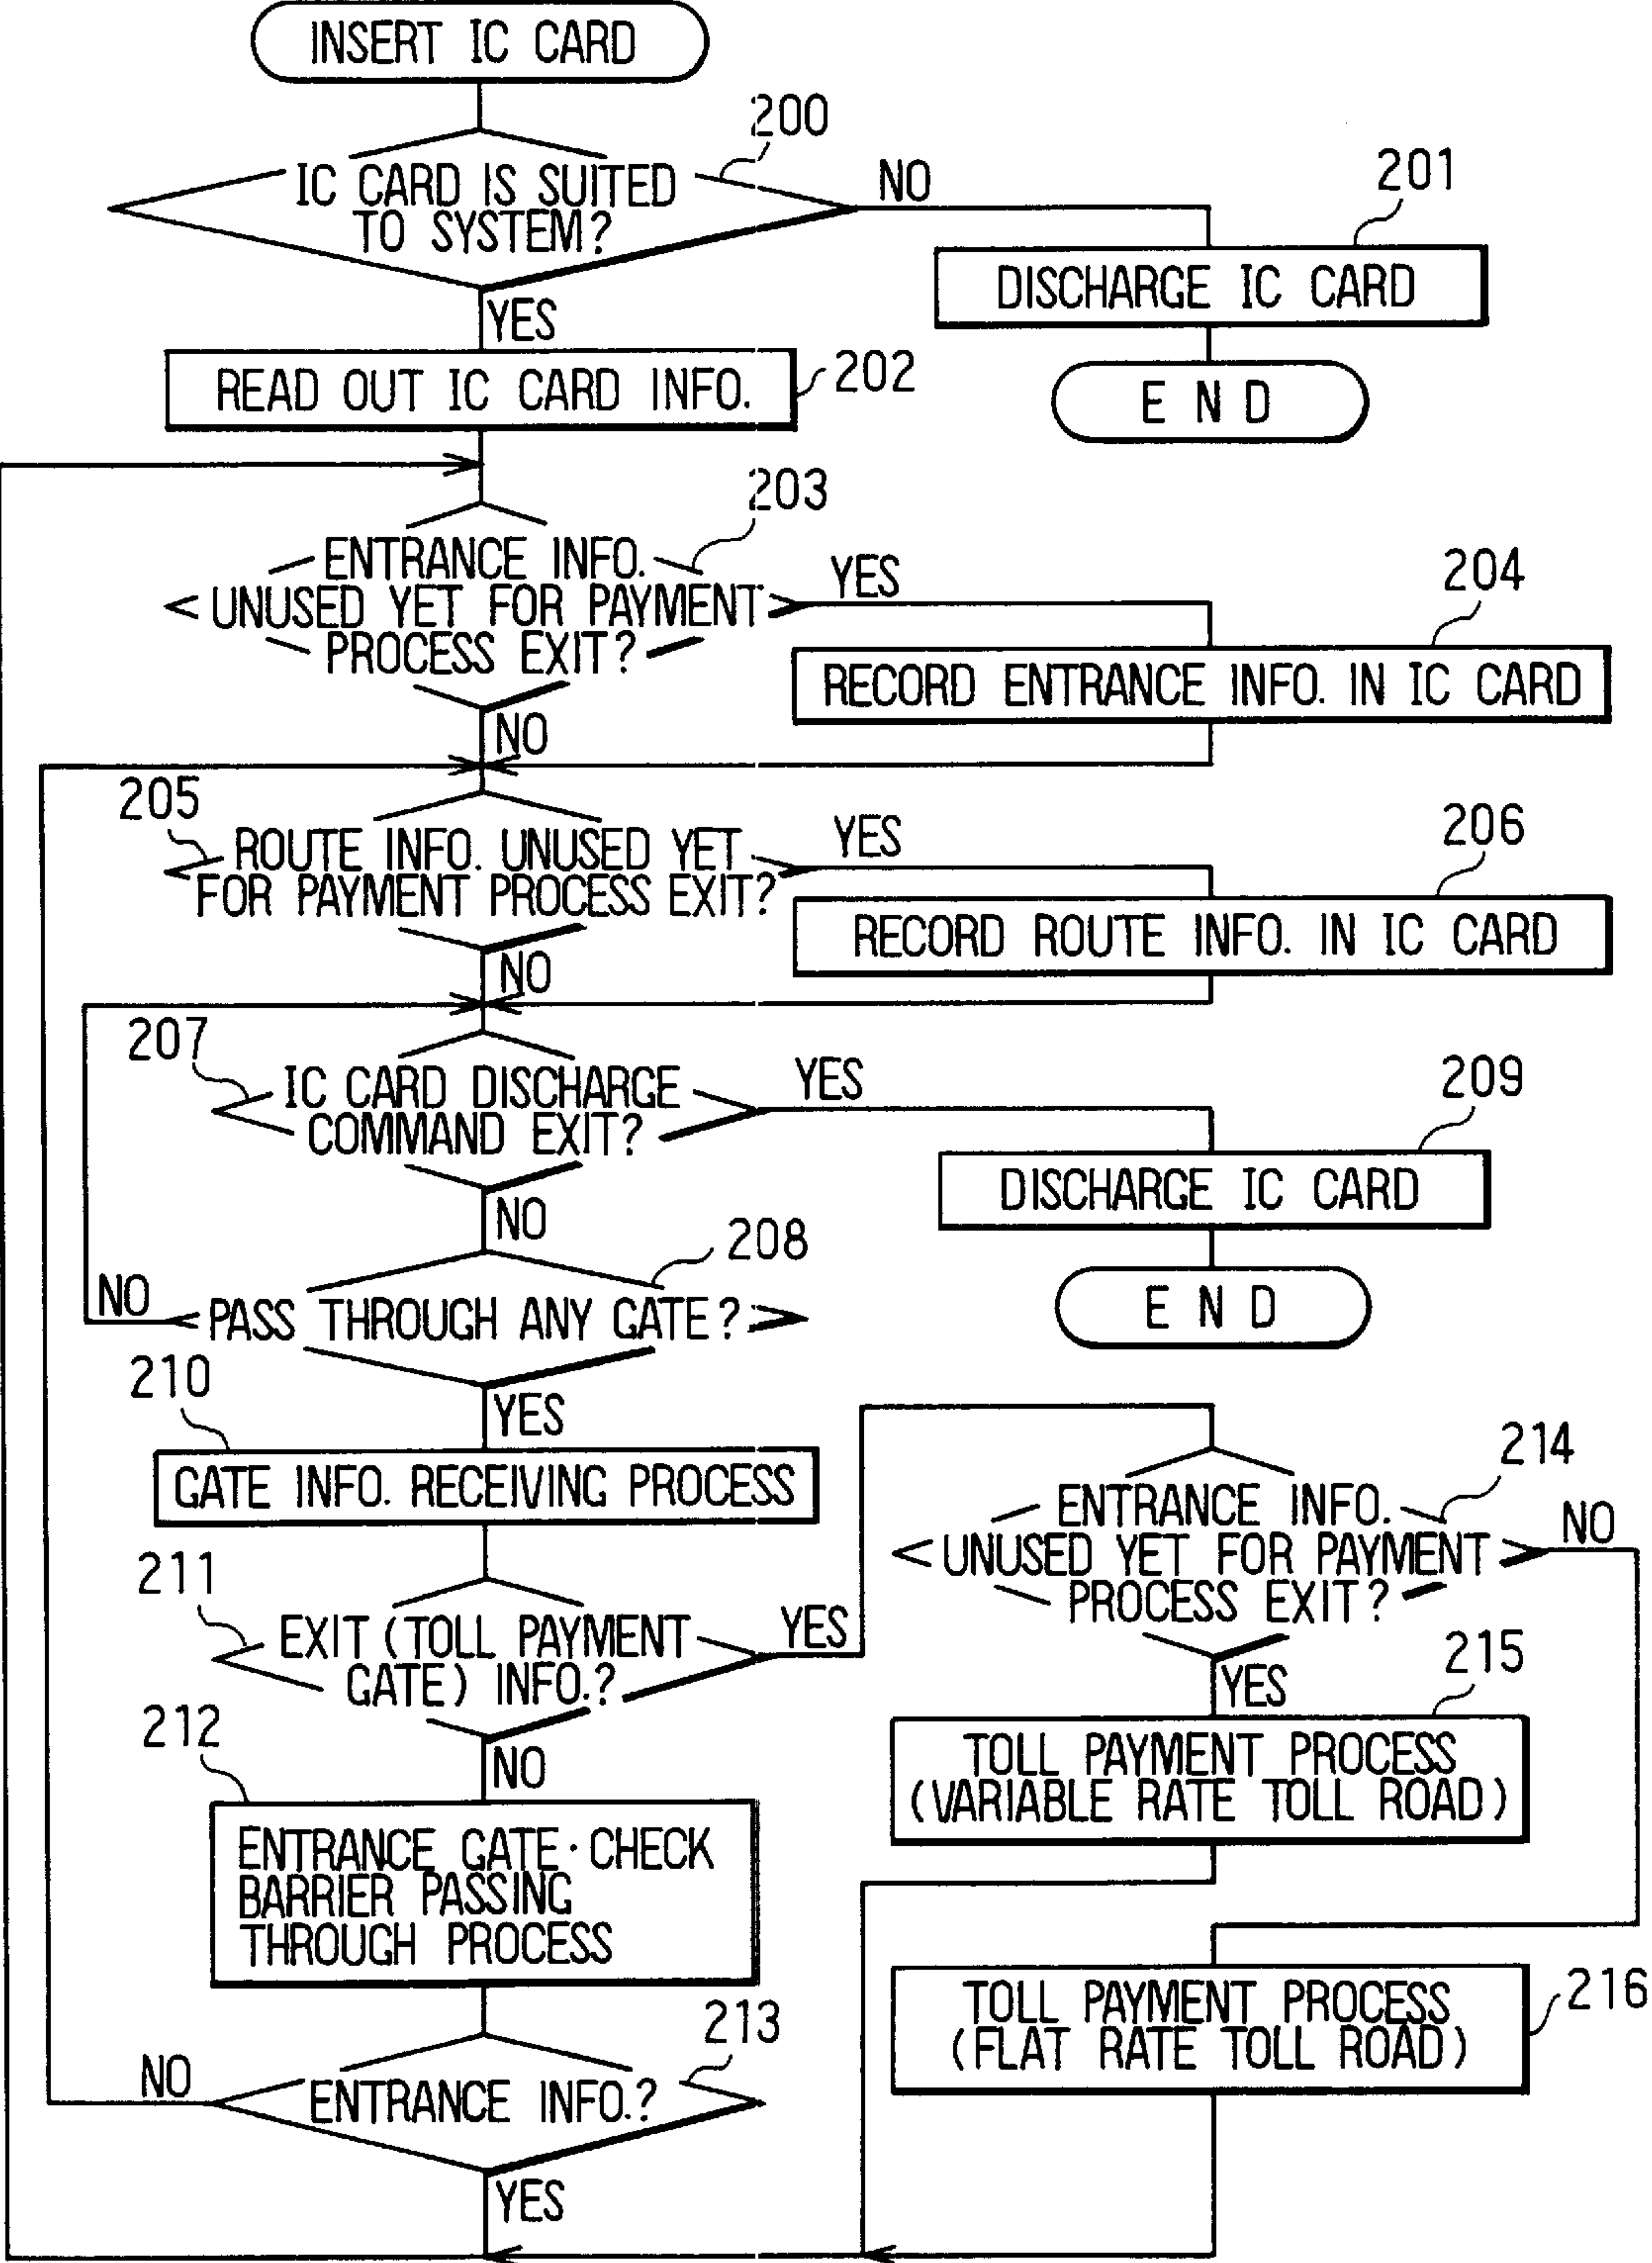 INSERT IC CARD
200
IC CARD IS SUITED
TO SYSTEM?
NO
201
DISCHARGE IC CARD
YES
END
READ OUT IC CARD INFO.
202
203
ENTRANCE INFO.
UNUSED YET FOR PAYMENT
PROCESS EXIT?
YES
204
RECORD ENTRANCE INFO. IN IC CARD
NO
205
ROUTE INFO. UNUSED YET
FOR PAYMENT PROCESS EXIT?
YES
206
RECORD ROUTE INFO. IN IC CARD
NO
207
IC CARD DISCHARGE
COMMAND EXIT?
YES
209
DISCHARGE IC CARD
NO
END
208
PASS THROUGH ANY GATE?
NO
YES
210
GATE INFO. RECEIVING PROCESS
211
EXIT (TOLL PAYMENT
GATE) INFO.?
YES
214
ENTRANCE INFO.
UNUSED YET FOR PAYMENT
PROCESS EXIT?
NO
YES
215
TOLL PAYMENT PROCESS
(VARIABLE RATE TOLL ROAD)
NO
212
ENTRANCE GATE·CHECK
BARRIER PASSING
THROUGH PROCESS
TOLL PAYMENT PROCESS
(FLAT RATE TOLL ROAD)
216
213
ENTRANCE INFO.?
NO
YES